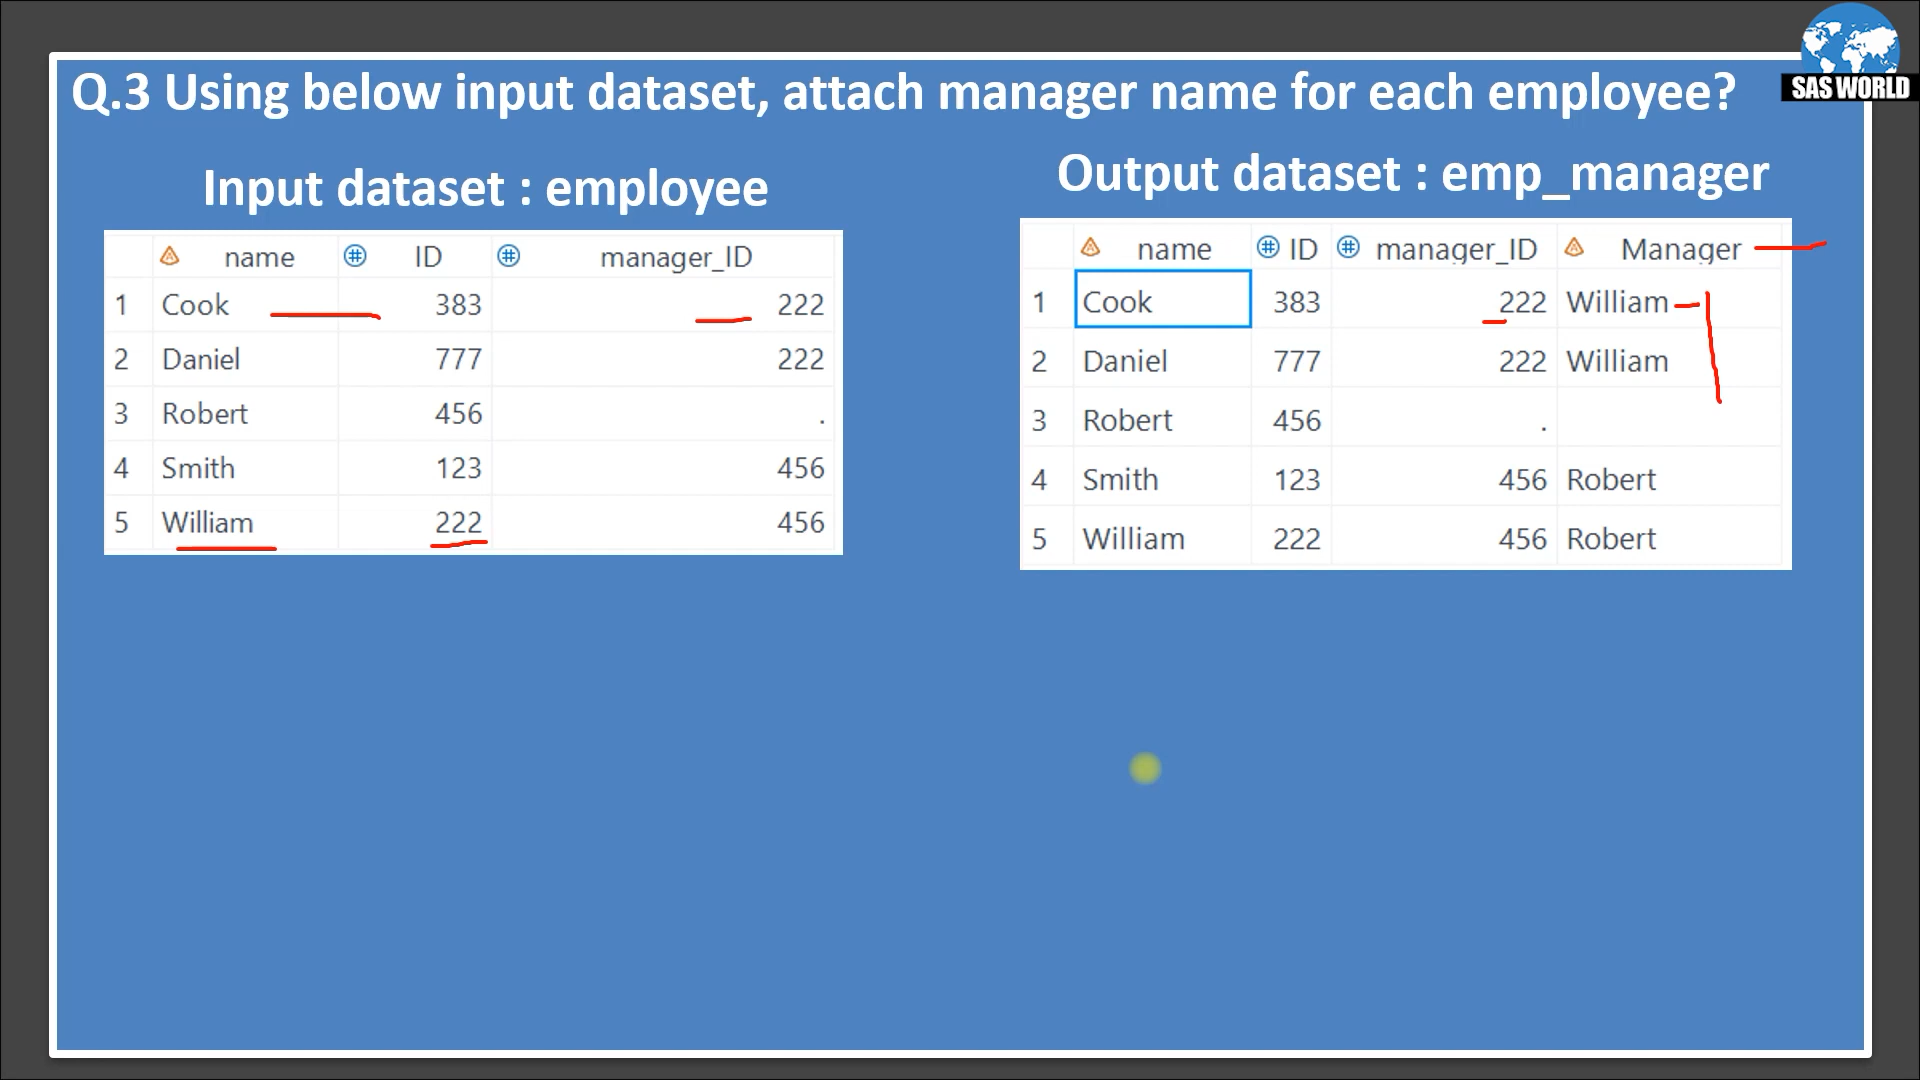 SAS WORLD
Q.3 Using below input dataset, attach manager name for each employee?
Input dataset : employee
name ID manager_ID
1 Cook 383 222
2 Daniel 777 222
3 Robert 456 .
4 Smith 123 456
5 William 222 456
Output dataset : emp_manager
name ID manager_ID Manager
1 Cook 383 222 William
2 Daniel 777 222 William
3 Robert 456 .
4 Smith 123 456 Robert
5 William 222 456 Robert